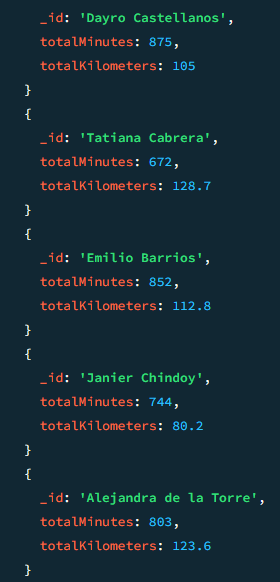 _id: 'Dayro Castellanos',
totalMinutes: 875,
totalKilometers: 105
}
{
_id: 'Tatiana Cabrera',
totalMinutes: 672,
totalKilometers: 128.7
}
{
_id: 'Emilio Barrios',
totalMinutes: 852,
totalKilometers: 112.8
}
{
_id: 'Janier Chindoy',
totalMinutes: 744,
totalKilometers: 80.2
}
{
_id: 'Alejandra de la Torre',
totalMinutes: 803,
totalKilometers: 123.6
}